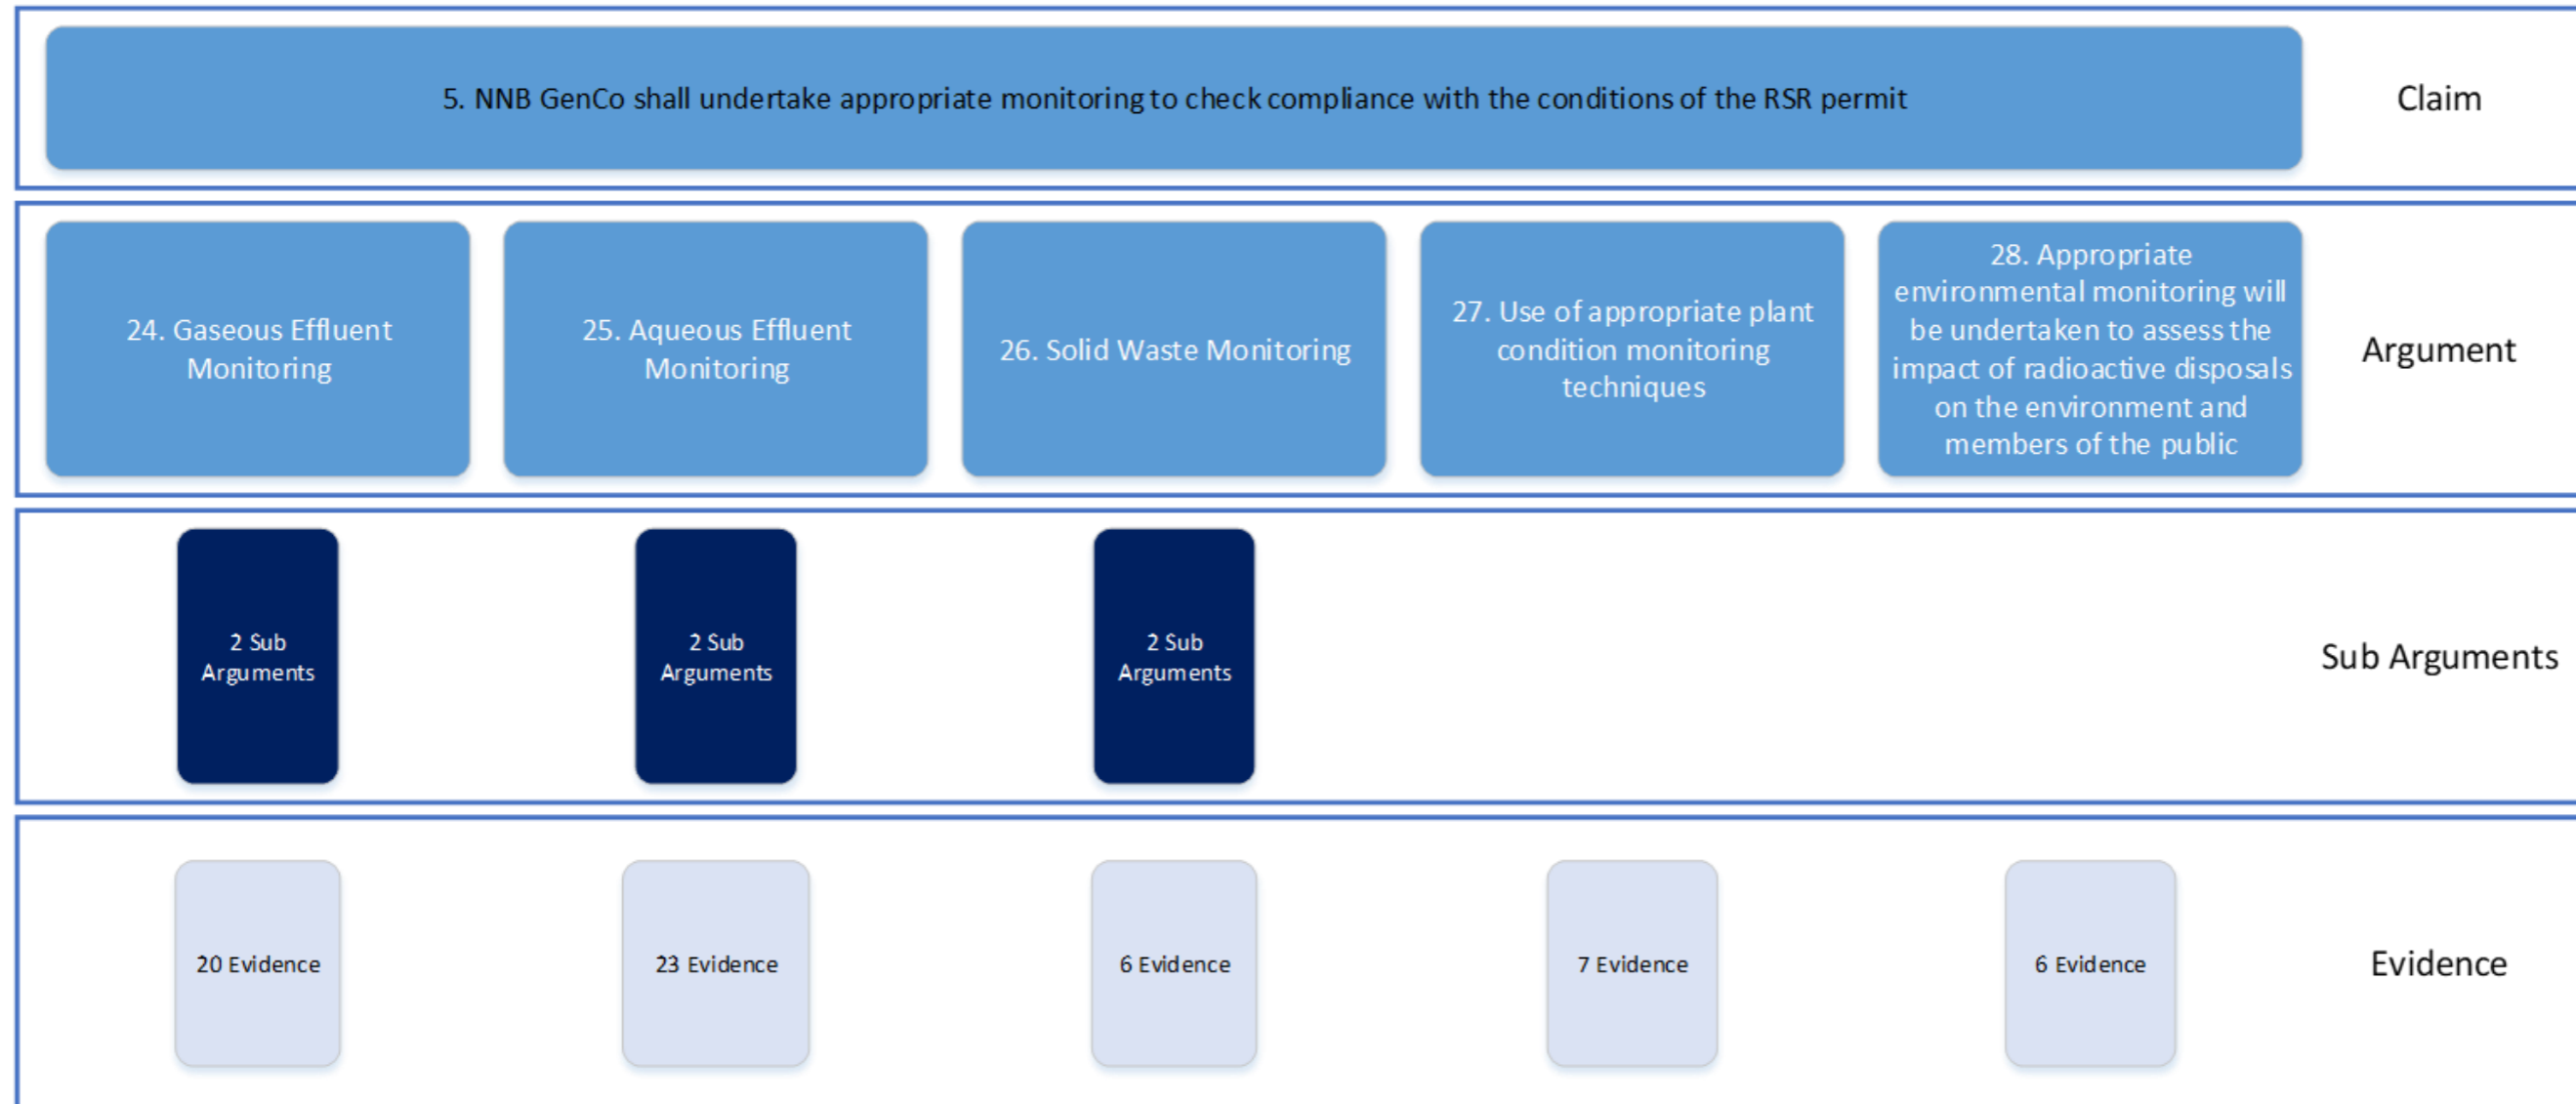 5. NNB GenCo shall undertake appropriate monitoring to check compliance with the conditions of the RSR permit
Claim
24. Gaseous Effluent
Monitoring
25. Aqueous Effluent
Monitoring
26. Solid Waste Monitoring
27. Use of appropriate plant
condition monitoring
techniques
28. Appropriate
environmental monitoring will
be undertaken to assess the
impact of radioactive disposals
on the environment and
members of the public
Argument
2 Sub
Arguments
2 Sub
Arguments
2 Sub
Arguments
Sub Arguments
20 Evidence
23 Evidence
6 Evidence
7 Evidence
6 Evidence
Evidence